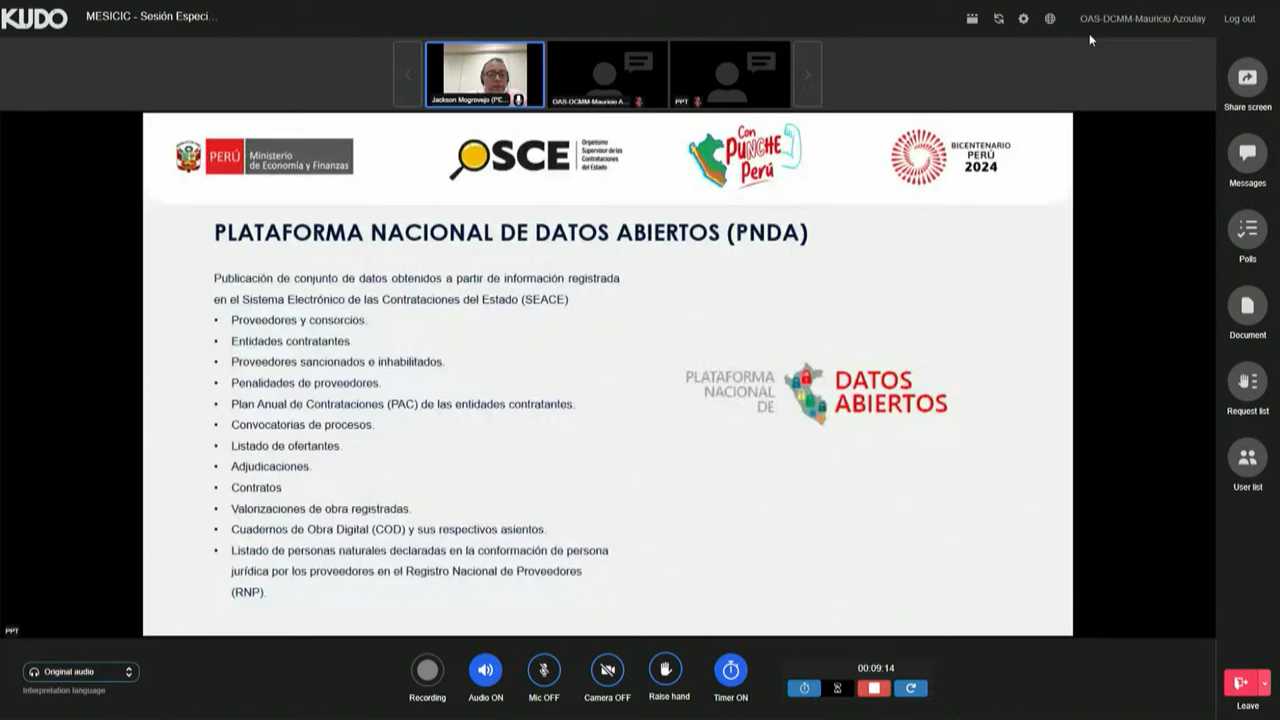 KUDO
MESICIC - Sesión Especi...
OAS-DCMM-Mauricio Azoulay
Log out
Jackson Mogrovejo (PE...
OAS-DCMM-Mauricio A...
PPT
Share screen
Messages
Polls
Document
Request list
User list
PERÚ
Ministerio
de Economía y Finanzas
OSCE
Organismo
Supervisor de las
Contrataciones
del Estado
Con
PUNCHE
Perú
BICENTENARIO
PERÚ
2024
PLATAFORMA NACIONAL DE DATOS ABIERTOS (PNDA)
Publicación de conjunto de datos obtenidos a partir de información registrada
en el Sistema Electrónico de las Contrataciones del Estado (SEACE)
• Proveedores y consorcios.
• Entidades contratantes.
• Proveedores sancionados e inhabilitados.
• Penalidades de proveedores.
• Plan Anual de Contrataciones (PAC) de las entidades contratantes.
• Convocatorias de procesos.
• Listado de ofertantes.
• Adjudicaciones.
• Contratos
• Valorizaciones de obra registradas.
• Cuadernos de Obra Digital (COD) y sus respectivos asientos.
• Listado de personas naturales declaradas en la conformación de persona
jurídica por los proveedores en el Registro Nacional de Proveedores
(RNP).
PLATAFORMA
NACIONAL
DE
DATOS
ABIERTOS
PPT
Original audio
Interpretation language
Recording
Audio ON
Mic OFF
Camera OFF
Raise hand
Timer ON
00:09:14
Leave